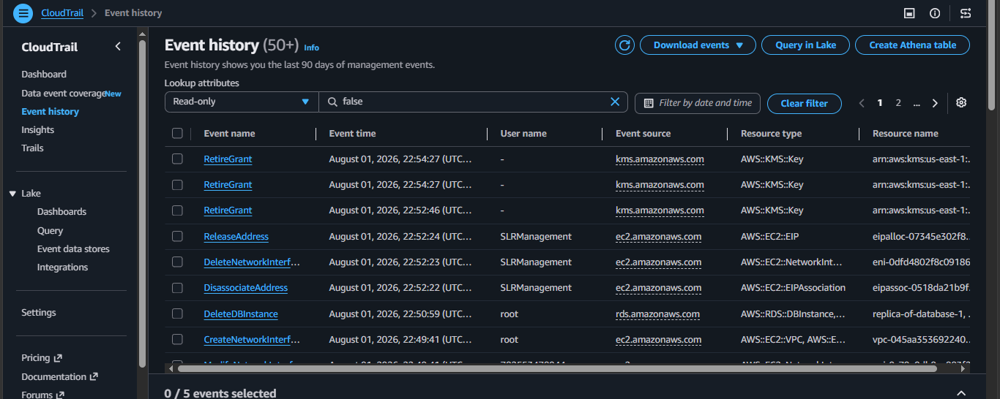 CloudTrail > Event history
CloudTrail
Dashboard
Data event coverage New
Event history
Insights
Trails
Lake
Dashboards
Query
Event data stores
Integrations
Settings
Pricing
Documentation
Forums
Event history (50+) Info
Download events
Query in Lake
Create Athena table
Event history shows you the last 90 days of management events.
Lookup attributes
Read-only false Filter by date and time Clear filter 1 2 ...
Event name Event time User name Event source Resource type Resource name
RetireGrant August 01, 2026, 22:54:27 (UTC... - kms.amazonaws.com AWS::KMS::Key arn:aws:kms:us-east-1:...
RetireGrant August 01, 2026, 22:54:27 (UTC... - kms.amazonaws.com AWS::KMS::Key arn:aws:kms:us-east-1:...
RetireGrant August 01, 2026, 22:52:46 (UTC... - kms.amazonaws.com AWS::KMS::Key arn:aws:kms:us-east-1:...
ReleaseAddress August 01, 2026, 22:52:24 (UTC... SLRManagement ec2.amazonaws.com AWS::EC2::EIP eipalloc-07345e302f8...
DeleteNetworkInterf... August 01, 2026, 22:52:23 (UTC... SLRManagement ec2.amazonaws.com AWS::EC2::NetworkInt... eni-0dfd4802f8c09186
DisassociateAddress August 01, 2026, 22:52:22 (UTC... SLRManagement ec2.amazonaws.com AWS::EC2::EIPAssociation eipassoc-0518da21b9f...
DeleteDBInstance August 01, 2026, 22:50:59 (UTC... root rds.amazonaws.com AWS::RDS::DBInstance,... replica-of-database-1, ...
CreateNetworkInterf... August 01, 2026, 22:49:41 (UTC... root ec2.amazonaws.com AWS::EC2::VPC, AWS::E... vpc-045aa353692240...
0 / 5 events selected